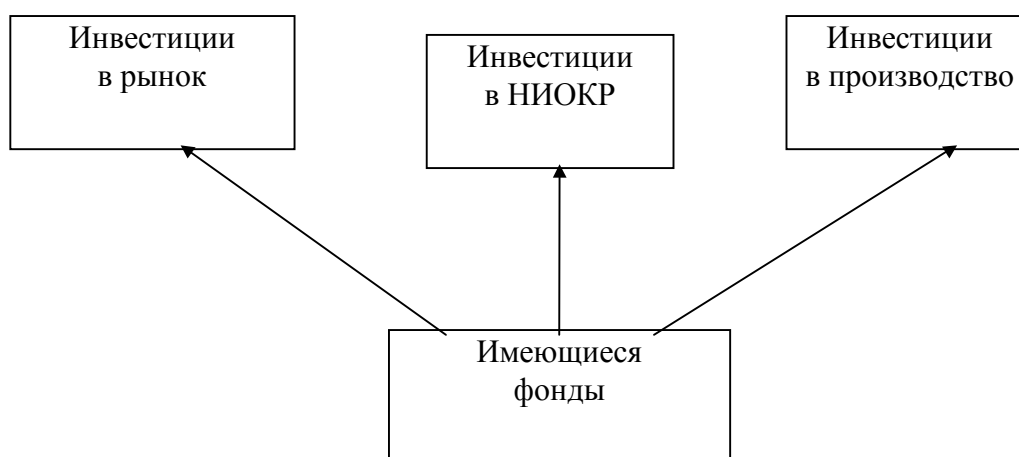 Инвестиции
в рынок
Инвестиции
в НИОКР
Инвестиции
в производство
Имеющиеся
фонды